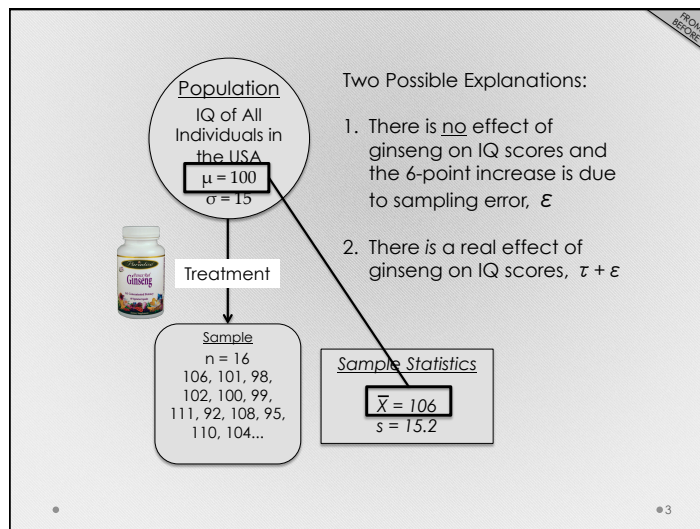 FROM
BEFORE
Population
IQ of All
Individuals in
the USA
μ = 100
σ = 15
Two Possible Explanations:
1. There is no effect of
ginseng on IQ scores and
the 6-point increase is due
to sampling error, ε
2. There is a real effect of
ginseng on IQ scores, τ + ε
Ginseng
Treatment
Sample
n = 16
106, 101, 98,
102, 100, 99,
111, 92, 108, 95,
110, 104...
Sample Statistics
X̅ = 106
s = 15.2
3